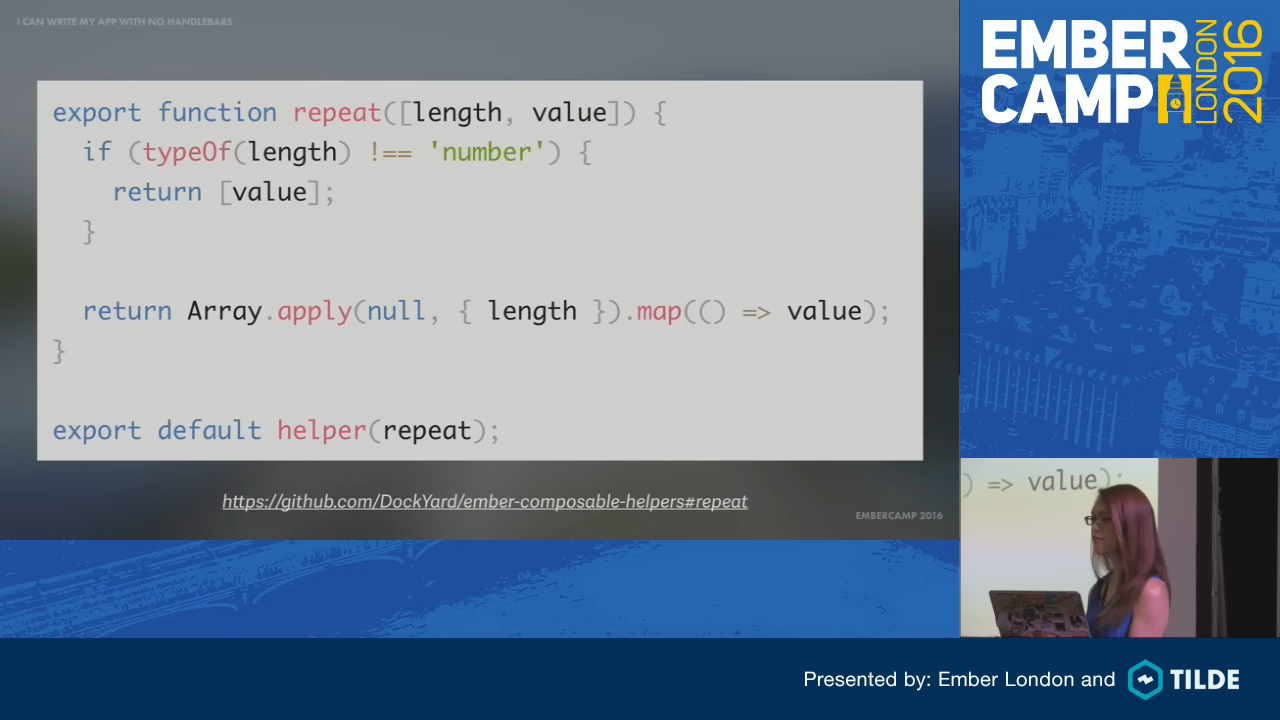 I CAN WRITE MY APP WITH NO HANDLEBARS
export function repeat([length, value]) {
if (typeOf(length) !== 'number') {
return [value];
}
return Array.apply(null, { length }).map(() => value);
}
export default helper(repeat);
https://github.com/DockYard/ember-composable-helpers#repeat
EMBERCAMP 2016
EMBER
CAMP
LONDON
2016
) => value);
Presented by: Ember London and TILDE